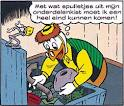 Met wat spulletjes uit mijn
onderdelenkist moet ik een
heel eind kunnen komen!